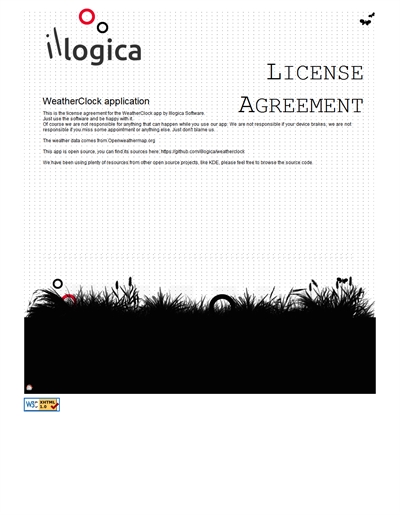 illogica
LICENSE
AGREEMENT
WeatherClock application
This is the license agreement for the WeatherClock app by Illogica Software.
Just use the software and be happy with it.
Of course we are not responsible for anything that can happen while you use our app. We are not responsible if your device brakes, we are not
responsible if you miss some appointment or anything else. Just don't blame us.
The weather data comes from Openweathermap.org
This app is open source, you can find its sources here: https://github.com/illogica/weatherclock
We have been using plenty of resources from other open source projects, like KDE, please feel free to browse the source code.
W3C XHTML
1.0